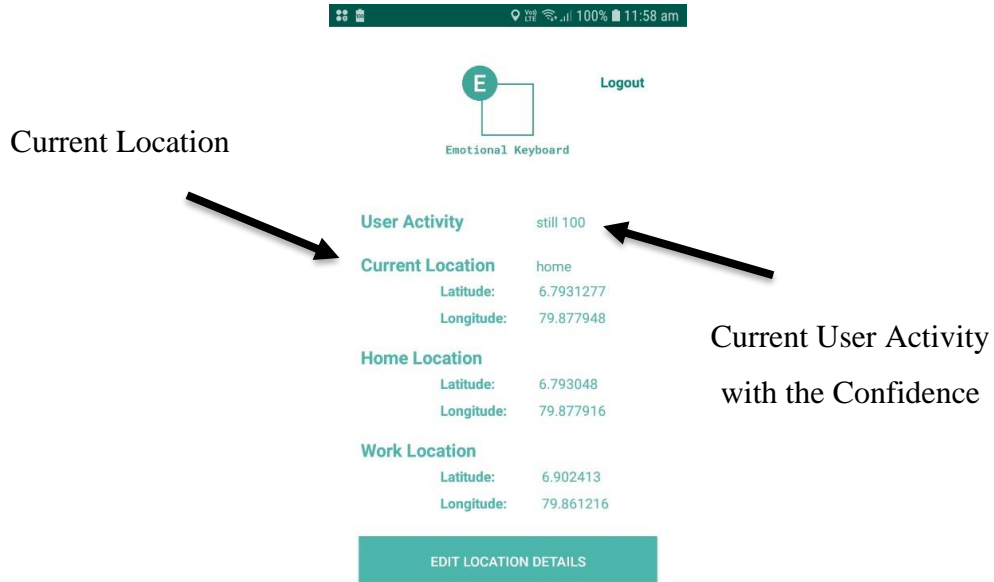 100% 11:58 am
E
Logout
Emotional Keyboard
Current Location
User Activity still 100
Current Location home
Latitude: 6.7931277
Longitude: 79.877948
Current User Activity
with the Confidence
Home Location
Latitude: 6.793048
Longitude: 79.877916
Work Location
Latitude: 6.902413
Longitude: 79.861216
EDIT LOCATION DETAILS